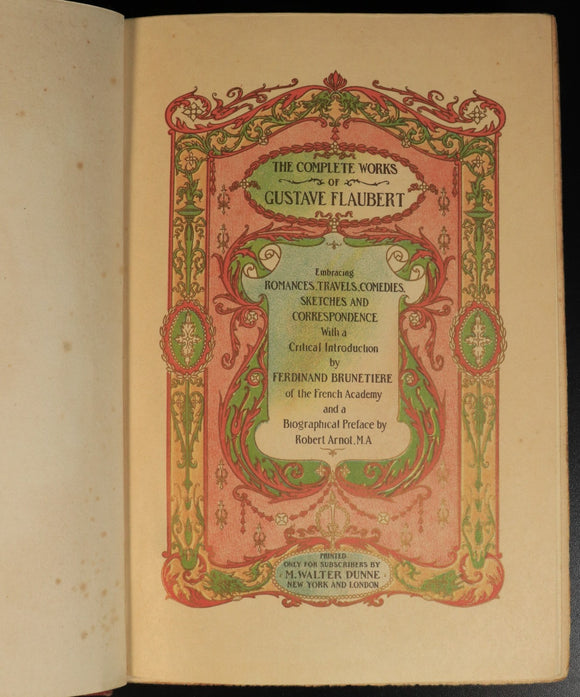 THE COMPLETE WORKS
OF
GUSTAVE FLAUBERT
Embracing
ROMANCES, TRAVELS, COMEDIES,
SKETCHES AND
CORRESPONDENCE
With a
Critical Introduction
by
FERDINAND BRUNETIERE
of the French Academy
and a
Biographical Preface by
Robert Arnot, M.A
PRINTED
ONLY FOR SUBSCRIBERS BY
M. WALTER DUNNE
NEW YORK AND LONDON